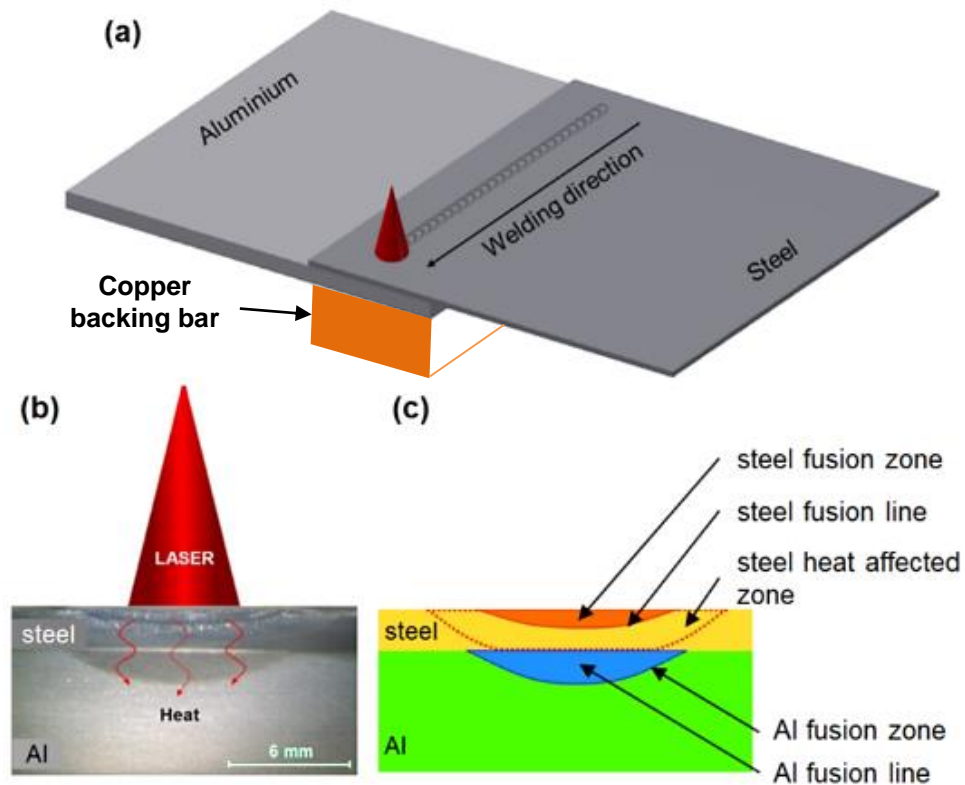 (a)
Aluminium
Welding direction
Steel
Copper
backing bar
(b)
LASER
steel
Heat
Al
6 mm
(c)
steel fusion zone
steel fusion line
steel heat affected
zone
steel
Al
Al fusion zone
Al fusion line